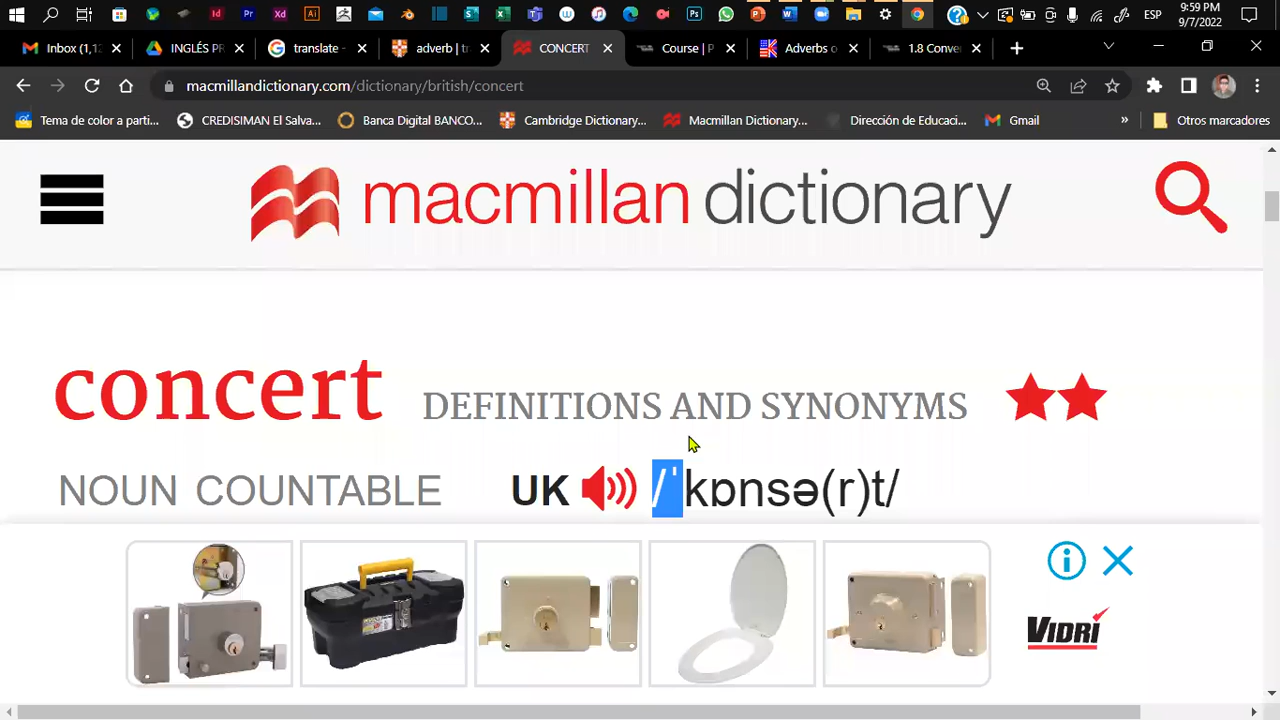 ESP
9:59 PM
9/7/2022
Inbox (1,1
INGLÉS PR
translate -
adverb | tr
CONCERT
Course | P
Adverbs o
1.8 Conve
macmillandictionary.com/dictionary/british/concert
Tema de color a parti...
CREDISIMAN El Salva...
Banca Digital BANCO...
Cambridge Dictionary...
Macmillan Dictionary...
Dirección de Educaci...
Gmail
»
Otros marcadores
macmillan dictionary
concert DEFINITIONS AND SYNONYMS
NOUN COUNTABLE UK /ˈkɒnsə(r)t/
VIDRI